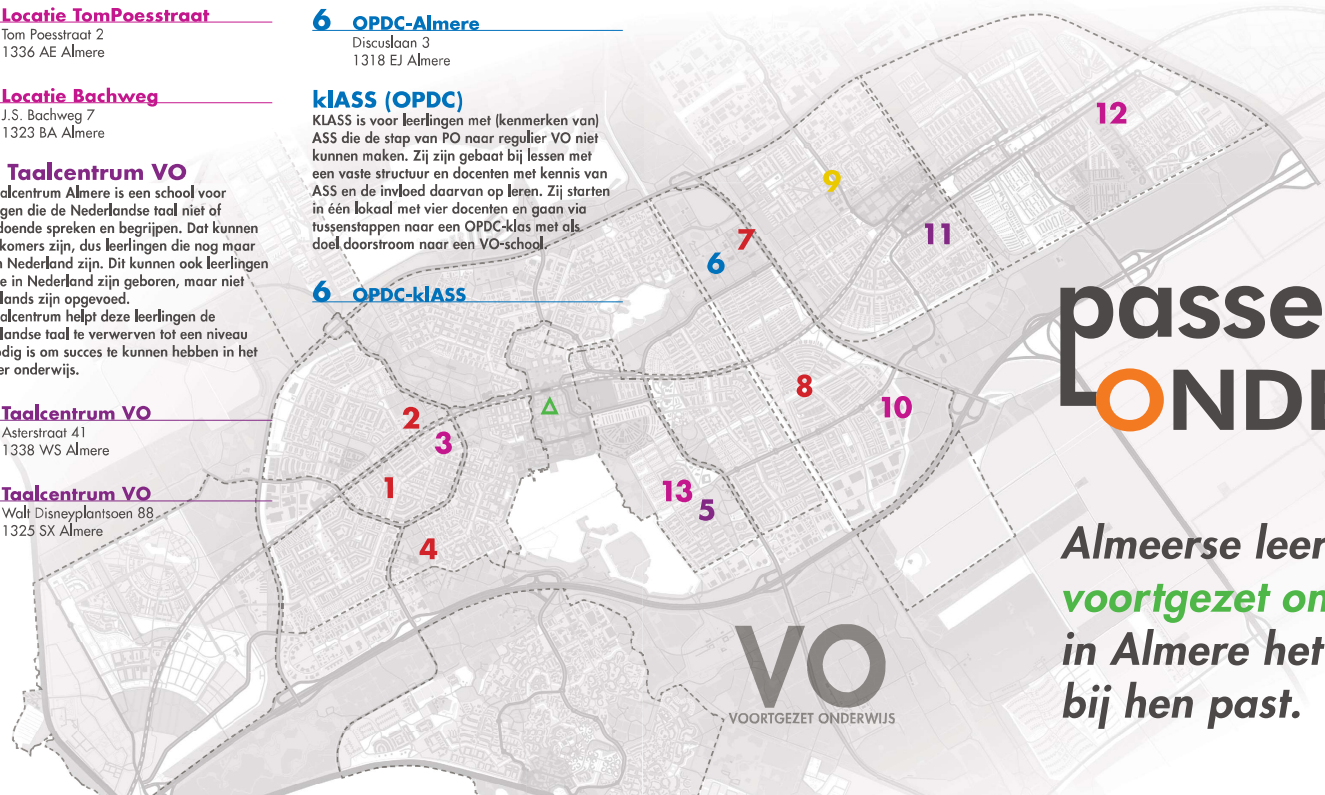 Locatie TomPoesstraat
Tom Poesstraat 2
1336 AE Almere
Locatie Bachweg
J.S. Bachweg 7
1323 BA Almere
Taalcentrum VO
alcentrum Almere is een school voor
gen die de Nederlandse taal niet of
doende spreken en begrijpen. Dat kunnen
komers zijn, dus leerlingen die nog maar
n Nederland zijn. Dit kunnen ook leerlingen
e in Nederland zijn geboren, maar niet
lands zijn opgevoed.
alcentrum helpt deze leerlingen de
landse taal te verwerven tot een niveau
odig is om succes te kunnen hebben in het
er onderwijs.
Taalcentrum VO
Asterstraat 41
1338 WS Almere
Taalcentrum VO
Walt Disneyplantsoen 88
1325 SX Almere
6 OPDC-Almere
Discuslaan 3
1318 EJ Almere
klASS (OPDC)
KLASS is voor leerlingen met (kenmerken van)
ASS die de stap van PO naar regulier VO niet
kunnen maken. Zij zijn gebaat bij lessen met
een vaste structuur en docenten met kennis van
ASS en de invloed daarvan op leren. Zij starten
in één lokaal met vier docenten en gaan via
tussenstappen naar een OPDC-klas met als
doel doorstroom naar een VO-school.
6 OPDC-klASS
12
9
11
7
6
8
10
2
3
1
13
5
4
VO
VOORTGEZET ONDERWIJS
passe
ONDE
Almeerse leer
voortgezet on
in Almere het
bij hen past.